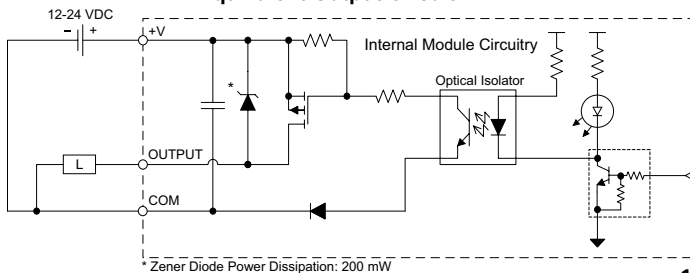 12-24 VDC
− +
+V
Internal Module Circuitry
Optical Isolator
*
OUTPUT
L
COM
* Zener Diode Power Dissipation: 200 mW